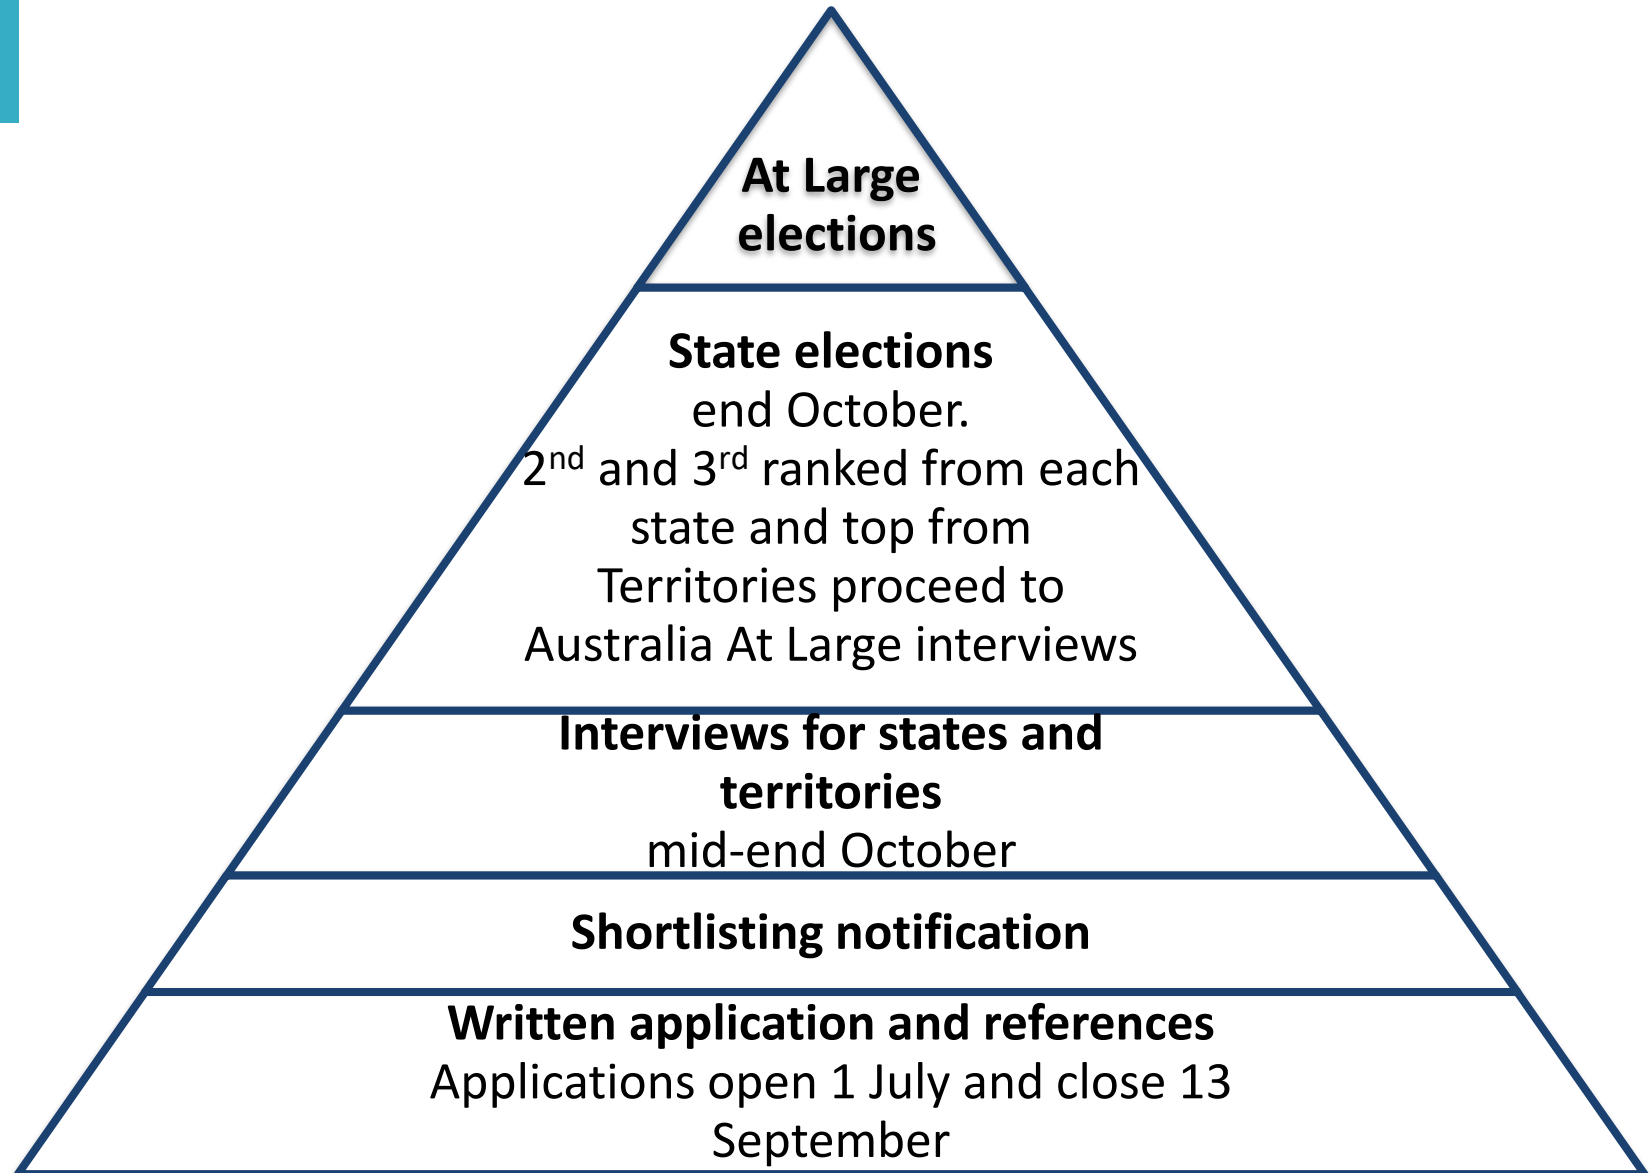 At Large
elections
State elections
end October.
2nd and 3rd ranked from each
state and top from
Territories proceed to
Australia At Large interviews
Interviews for states and
territories
mid-end October
Shortlisting notification
Written application and references
Applications open 1 July and close 13
September